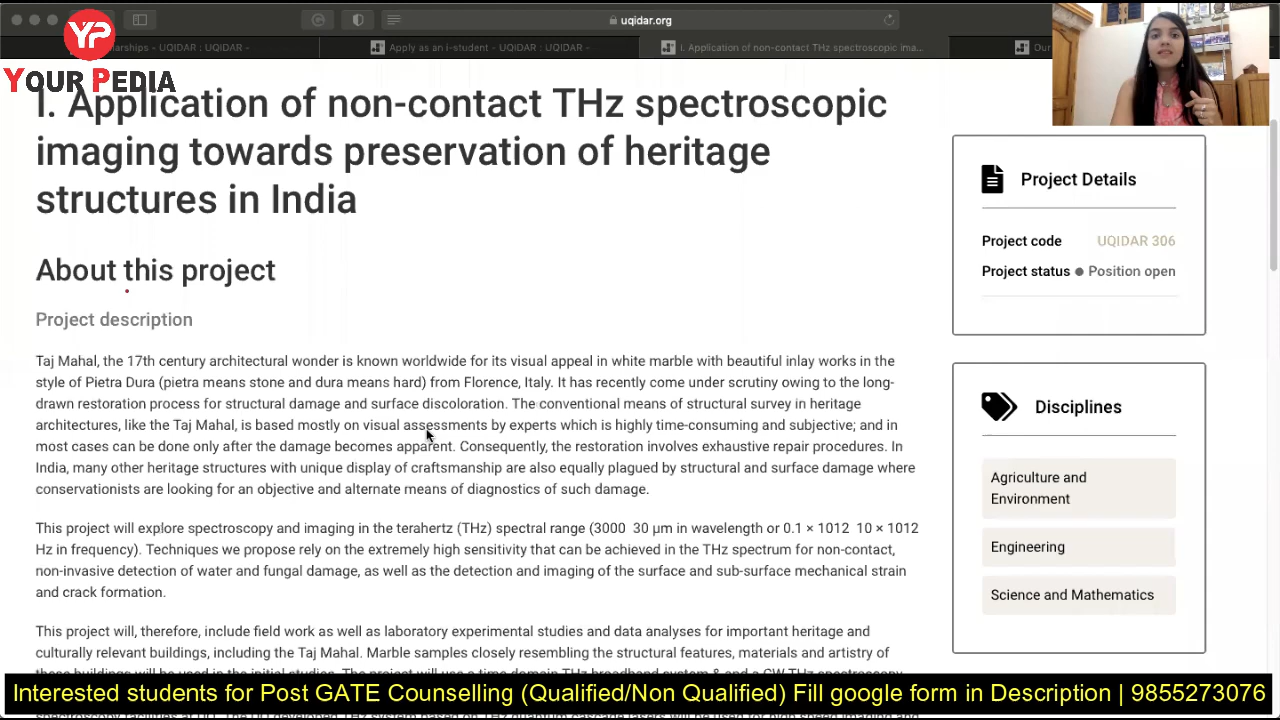 uqidar.org
larships - UQIDAR : UQIDAR -
Apply as an i-student - UQIDAR : UQIDAR -
I. Application of non-contact THz spectroscopic ima...
Our
YP
YOUR PEDIA
I. Application of non-contact THz spectroscopic
imaging towards preservation of heritage
structures in India
About this project
Project description
Taj Mahal, the 17th century architectural wonder is known worldwide for its visual appeal in white marble with beautiful inlay works in the
style of Pietra Dura (pietra means stone and dura means hard) from Florence, Italy. It has recently come under scrutiny owing to the long-
drawn restoration process for structural damage and surface discoloration. The conventional means of structural survey in heritage
architectures, like the Taj Mahal, is based mostly on visual assessments by experts which is highly time-consuming and subjective; and in
most cases can be done only after the damage becomes apparent. Consequently, the restoration involves exhaustive repair procedures. In
India, many other heritage structures with unique display of craftsmanship are also equally plagued by structural and surface damage where
conservationists are looking for an objective and alternate means of diagnostics of such damage.
This project will explore spectroscopy and imaging in the terahertz (THz) spectral range (3000 30 µm in wavelength or 0.1 × 1012 10 × 1012
Hz in frequency). Techniques we propose rely on the extremely high sensitivity that can be achieved in the THz spectrum for non-contact,
non-invasive detection of water and fungal damage, as well as the detection and imaging of the surface and sub-surface mechanical strain
and crack formation.
This project will, therefore, include field work as well as laboratory experimental studies and data analyses for important heritage and
culturally relevant buildings, including the Taj Mahal. Marble samples closely resembling the structural features, materials and artistry of
Project Details
Project code UQIDAR 306
Project status Position open
Disciplines
Agriculture and
Environment
Engineering
Science and Mathematics
Interested students for Post GATE Counselling (Qualified/Non Qualified) Fill google form in Description | 9855273076